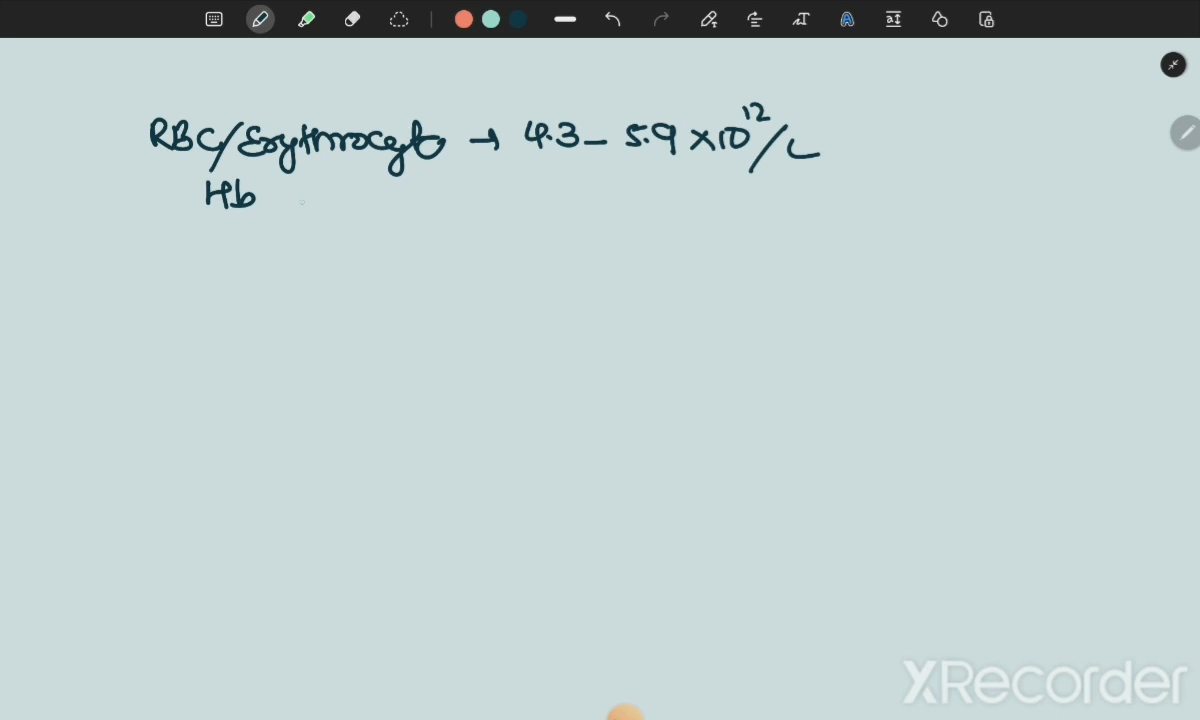 RBC/Erythrocyte → 4.3 - 5.9 × 10¹²/L
Hb
XRecorder